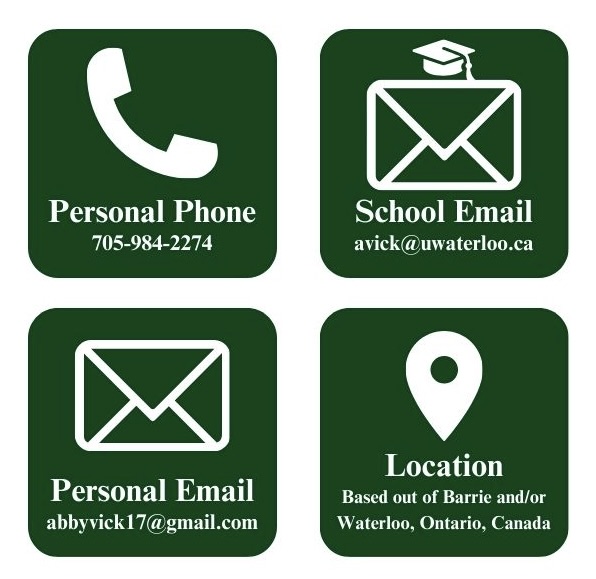 Personal Phone
705-984-2274
School Email
avick@uwaterloo.ca
Personal Email
abbyvick17@gmail.com
Location
Based out of Barrie and/or
Waterloo, Ontario, Canada